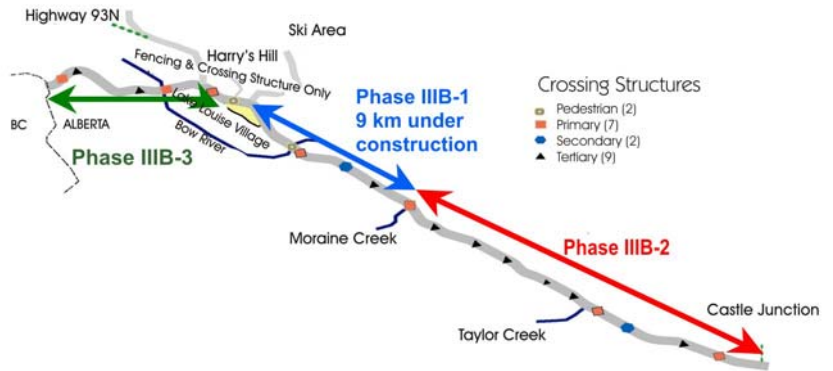 Highway 93N
Ski Area
Harry's Hill
Fencing & Crossing Structure Only
Lake Louise Village
Bow River
BC
ALBERTA
Phase IIIB-3
Phase IIIB-1
9 km under
construction
Crossing Structures
Pedestrian (2)
Primary (7)
Secondary (2)
Tertiary (9)
Moraine Creek
Phase IIIB-2
Taylor Creek
Castle Junction